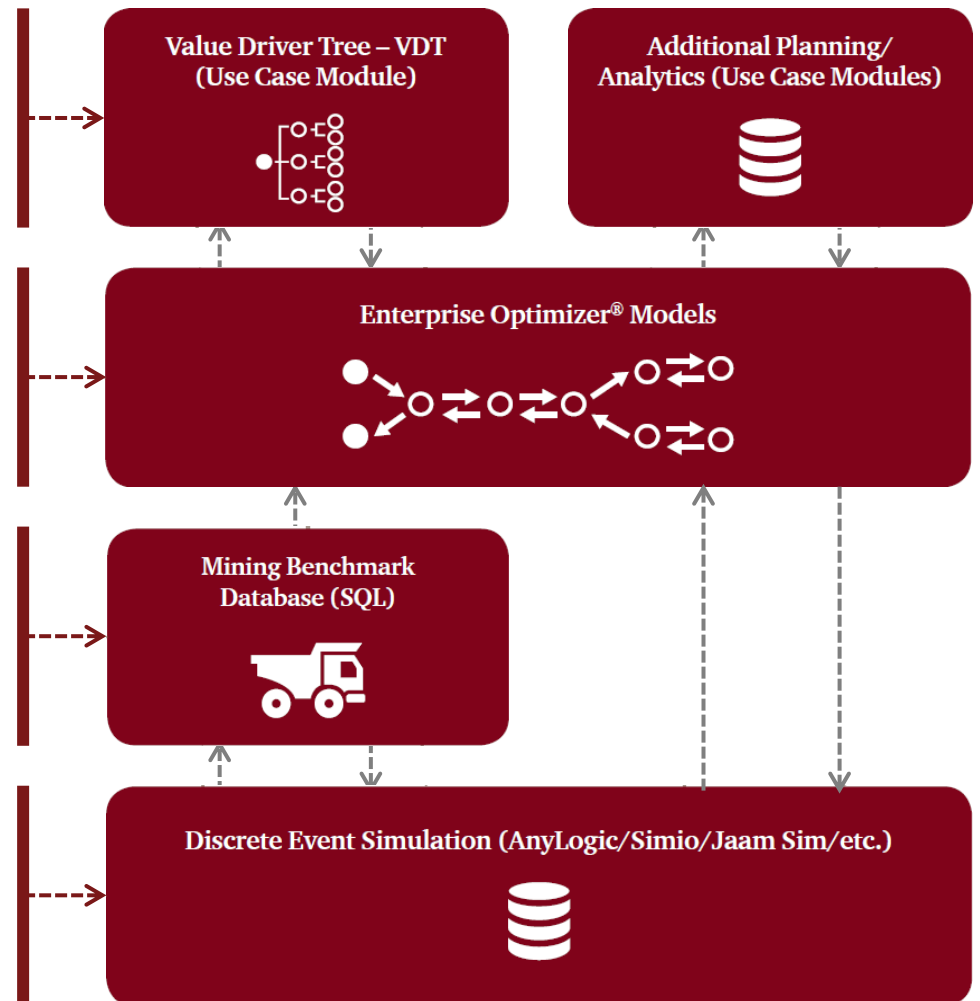 Value Driver Tree – VDT
(Use Case Module)
Additional Planning/
Analytics (Use Case Modules)
Enterprise Optimizer® Models
Mining Benchmark
Database (SQL)
Discrete Event Simulation (AnyLogic/Simio/Jaam Sim/etc.)